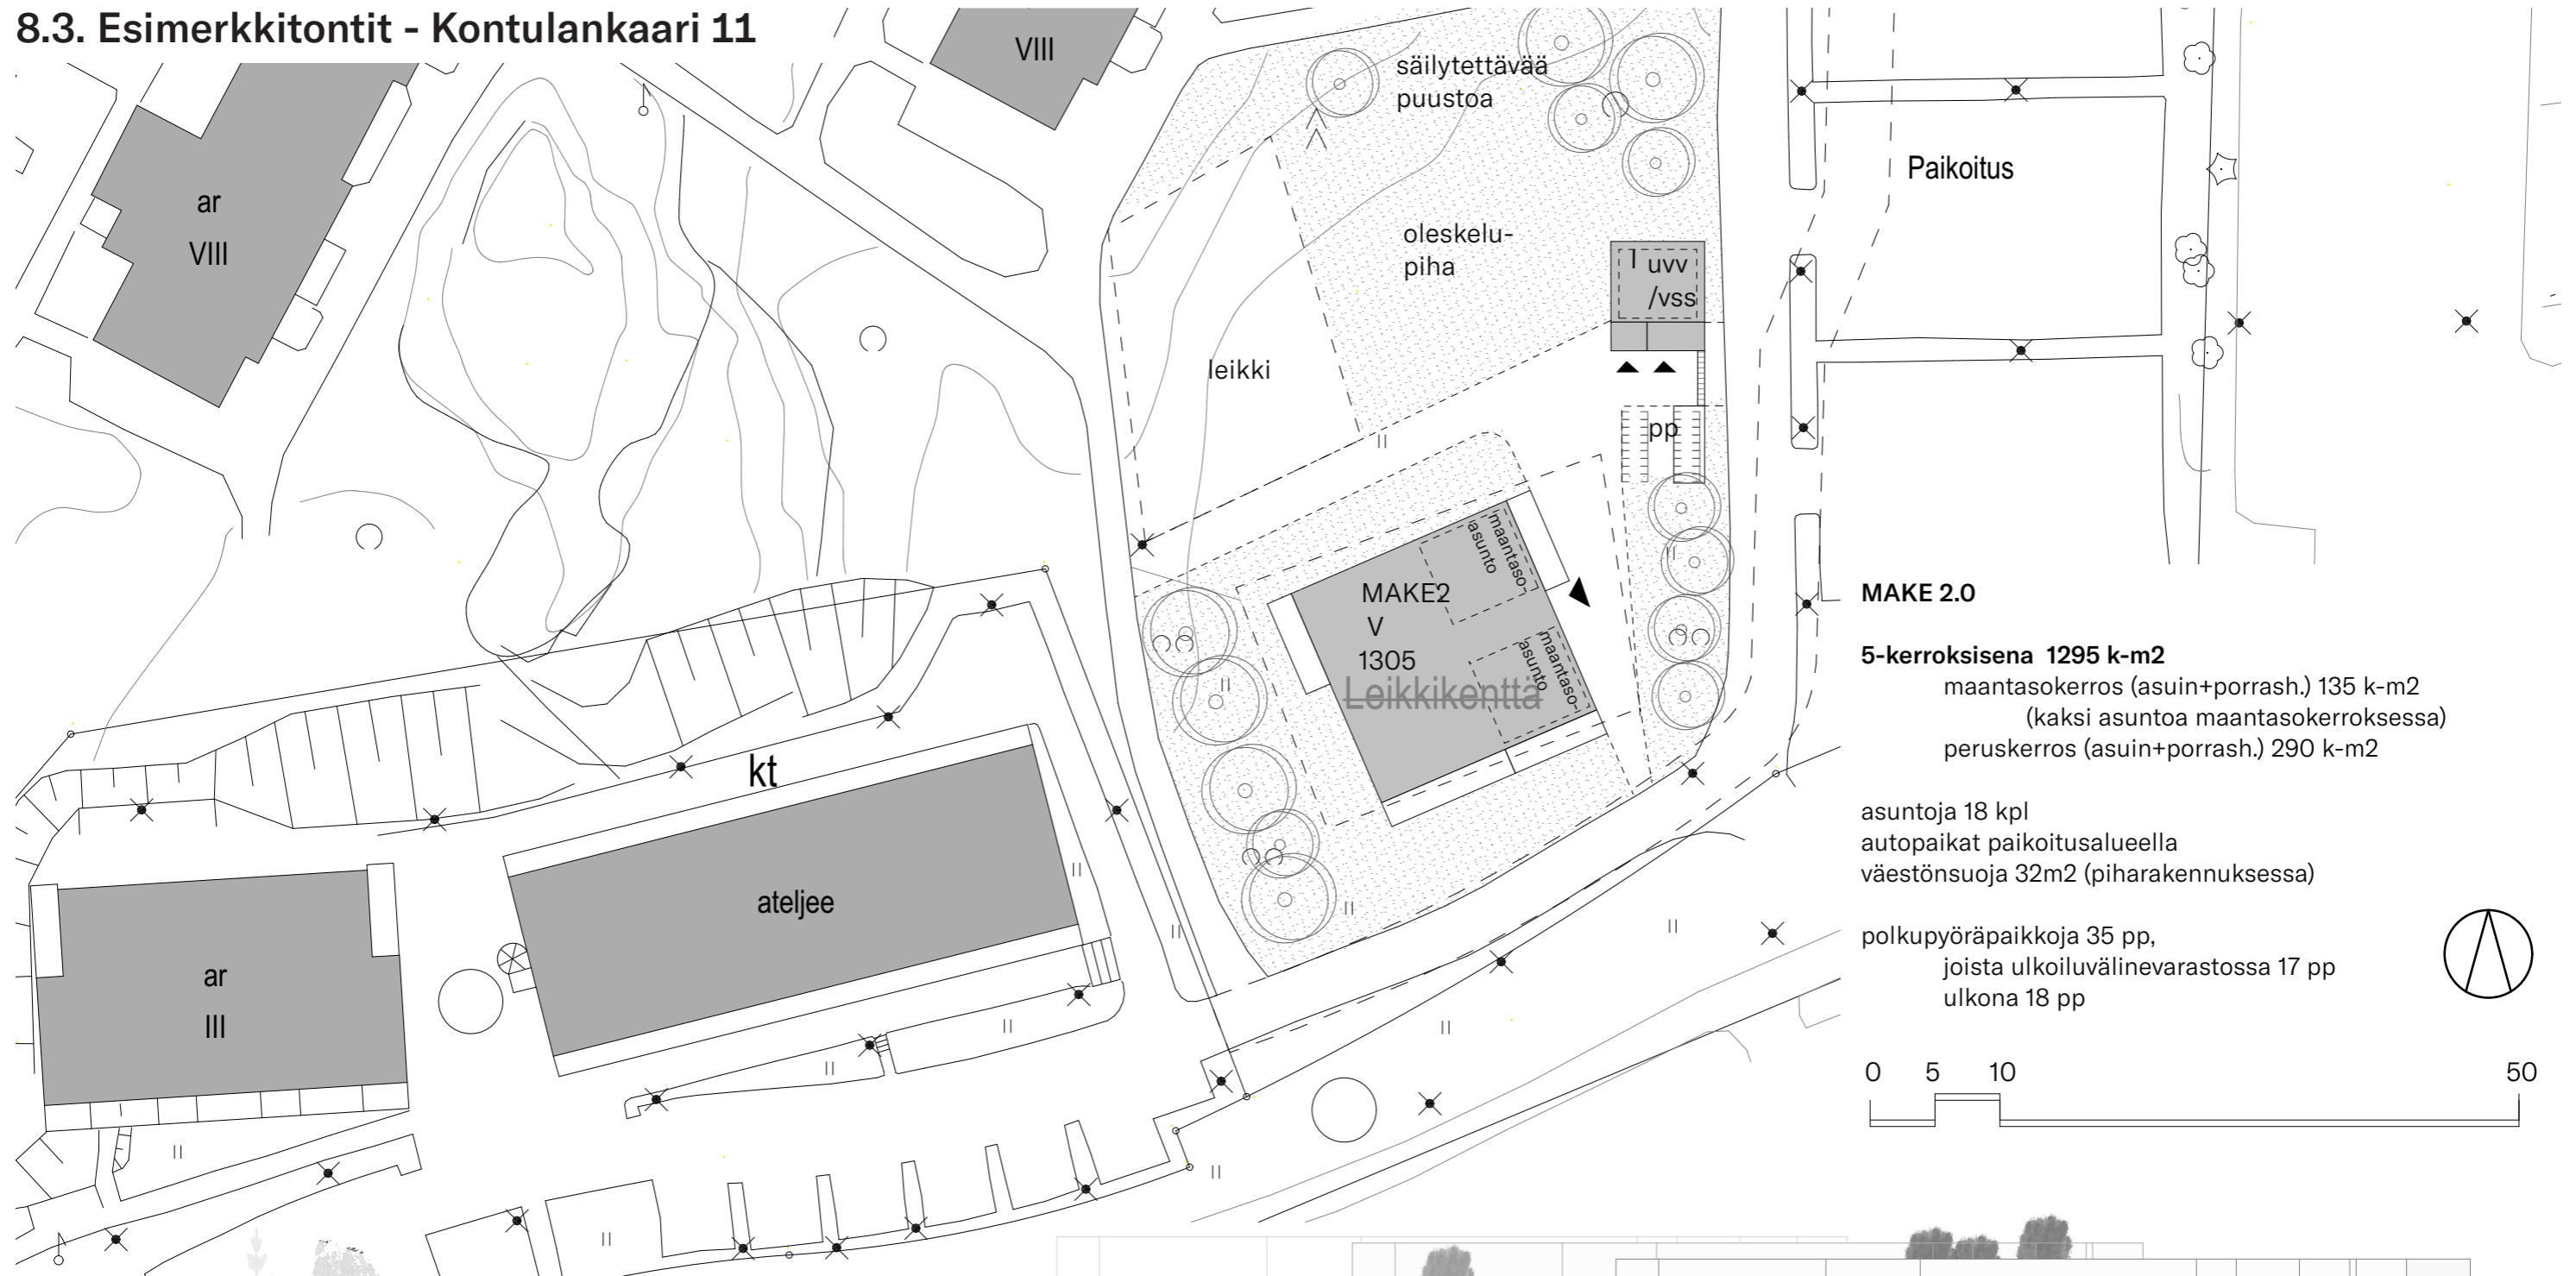 8.3. Esimerkkitontit - Kontulankaari 11
VIII
säilytettävää
puustoa
Paikoitus
ar
VIII
oleskelu-
piha
1 uvv
/vss
leikki
pp
maantaso-
asunto
MAKE2
V
1305
Leikkikenttä
maantaso-
asunto
kt
ateljee
ar
III
MAKE 2.0
5-kerroksisena 1295 k-m2
maantasokerros (asuin+porrash.) 135 k-m2
(kaksi asuntoa maantasokerroksessa)
peruskerros (asuin+porrash.) 290 k-m2
asuntoja 18 kpl
autopaikat paikoitusalueella
väestönsuoja 32m2 (piharakennuksessa)
polkupyöräpaikkoja 35 pp,
joista ulkoiluvälinevarastossa 17 pp
ulkona 18 pp
0 5 10 50